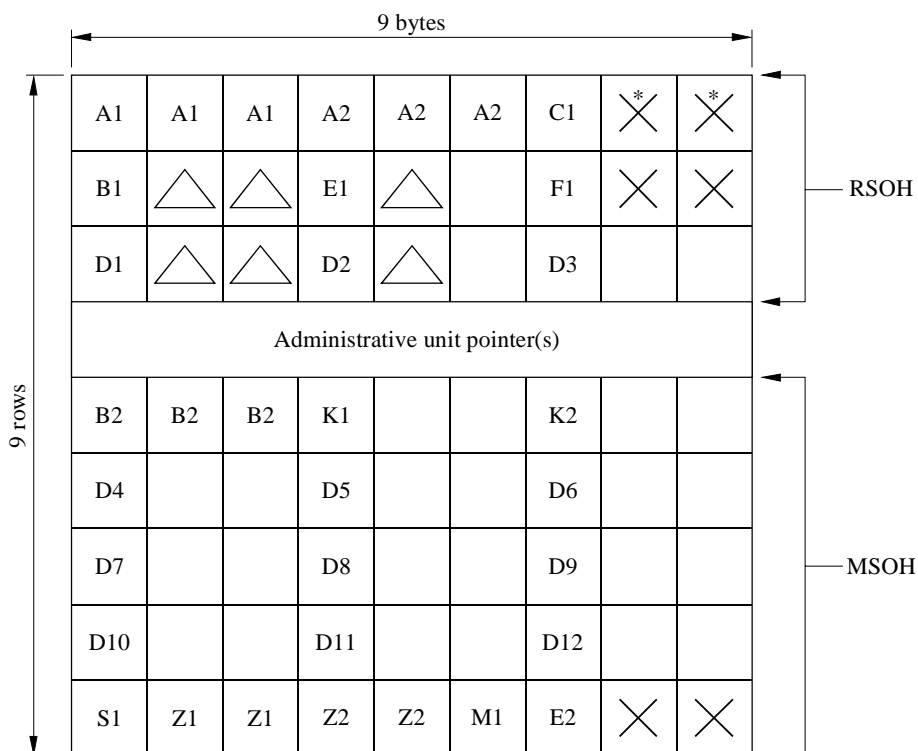 9 bytes
A1 A1 A1 A2 A2 A2 C1 * *
B1 E1 F1
RSOH
D1 D2 D3
Administrative unit pointer(s)
9 rows
B2 B2 B2 K1 K2
D4 D5 D6
D7 D8 D9
MSOH
D10 D11 D12
S1 Z1 Z1 Z2 Z2 M1 E2